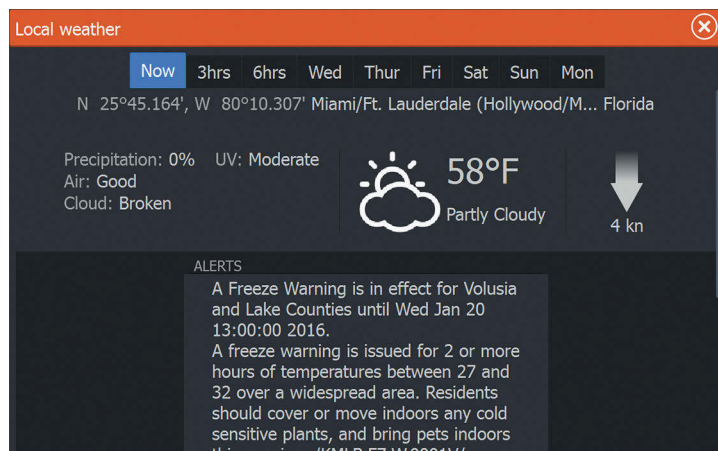 Local weather
Now 3hrs 6hrs Wed Thur Fri Sat Sun Mon
N 25°45.164', W 80°10.307' Miami/Ft. Lauderdale (Hollywood/M... Florida
Precipitation: 0% UV: Moderate
Air: Good
Cloud: Broken
58°F
Partly Cloudy
4 kn
ALERTS
A Freeze Warning is in effect for Volusia
and Lake Counties until Wed Jan 20
13:00:00 2016.
A freeze warning is issued for 2 or more
hours of temperatures between 27 and
32 over a widespread area. Residents
should cover or move indoors any cold
sensitive plants, and bring pets indoors